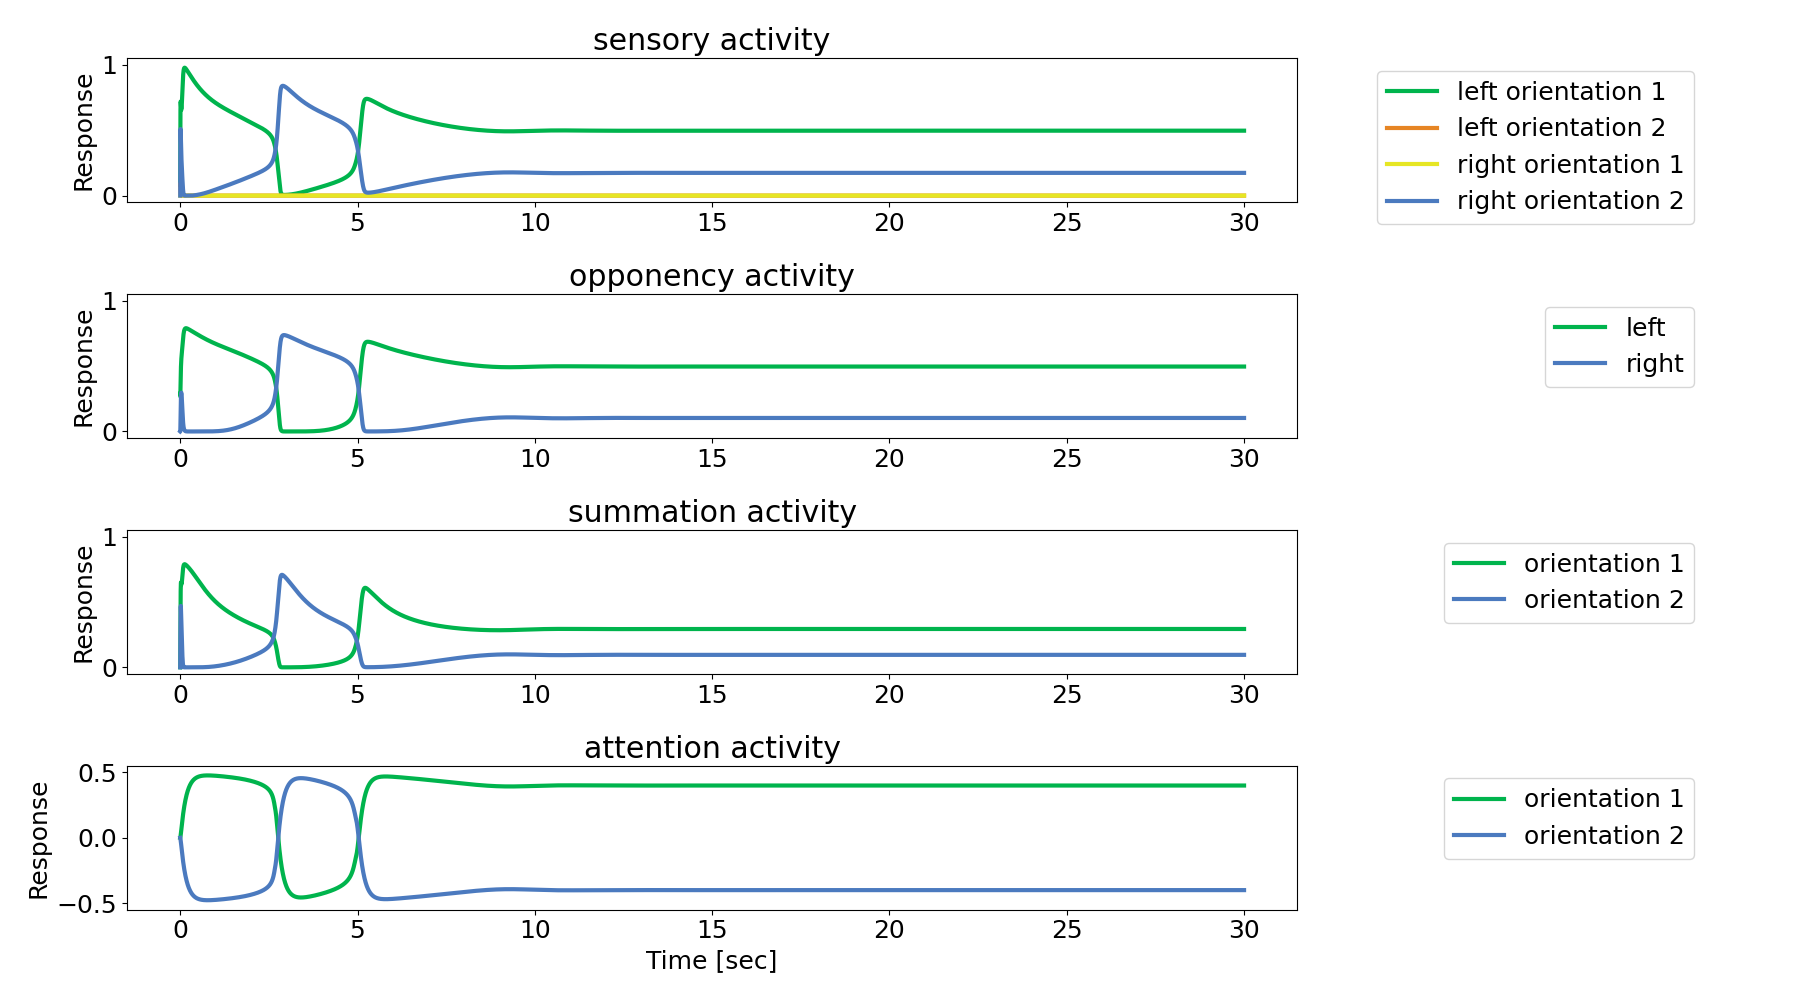 sensory activity
Response
1
0
0 5 10 15 20 25 30
left orientation 1
left orientation 2
right orientation 1
right orientation 2
opponency activity
Response
1
0
0 5 10 15 20 25 30
left
right
summation activity
Response
1
0
0 5 10 15 20 25 30
orientation 1
orientation 2
attention activity
Response
0.5
0.0
−0.5
0 5 10 15 20 25 30
Time [sec]
orientation 1
orientation 2